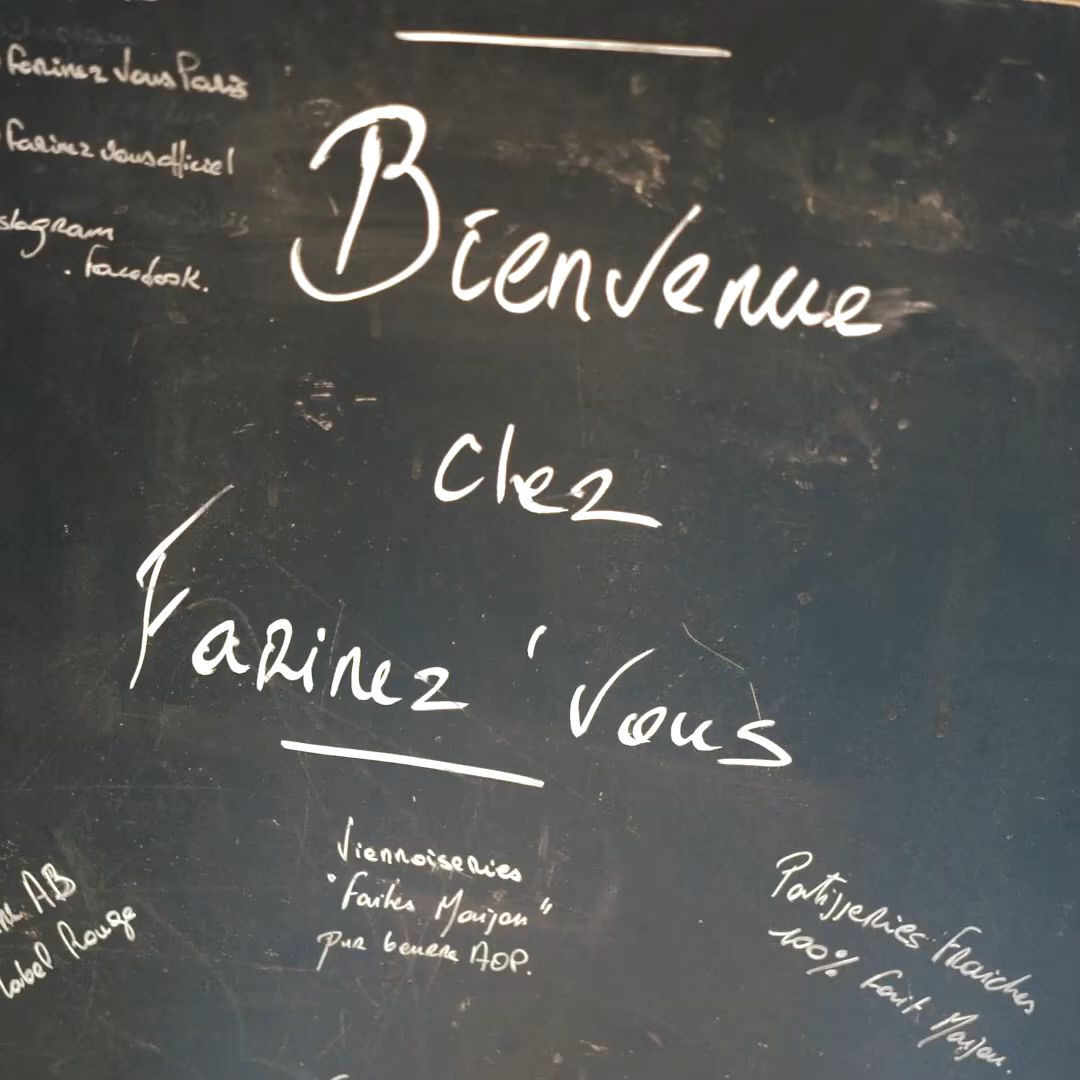 Farinez Vous Paris
Farinez vous officiel
stagram
. Facebook.
Bienvenue
Chez
Farinez 'Vous
AB
Label Rouge
Viennoiseries
"Faites Maison"
pur beurre AOP.
Patisseries Fraiches
100% Fait Maison.